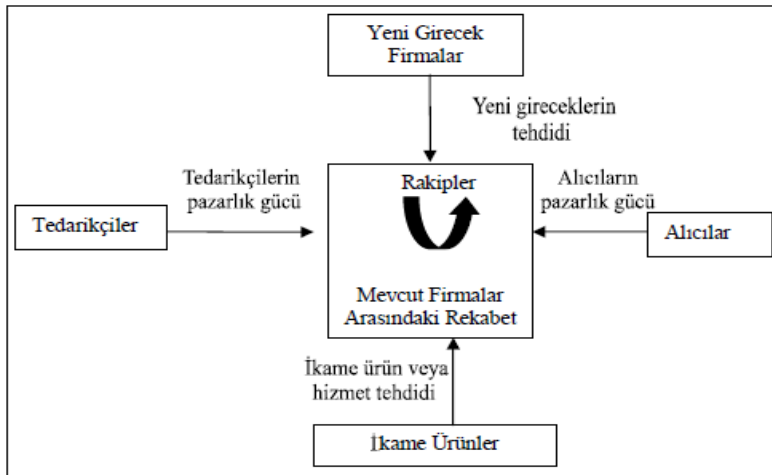 Yeni Girecek
Firmalar
Yeni gireceklerin
tehdidi
Tedarikçilerin
pazarlık gücü
Rakipler
Alıcıların
pazarlık gücü
Tedarikçiler
Alıcılar
Mevcut Firmalar
Arasındaki Rekabet
İkame ürün veya
hizmet tehdidi
İkame Ürünler